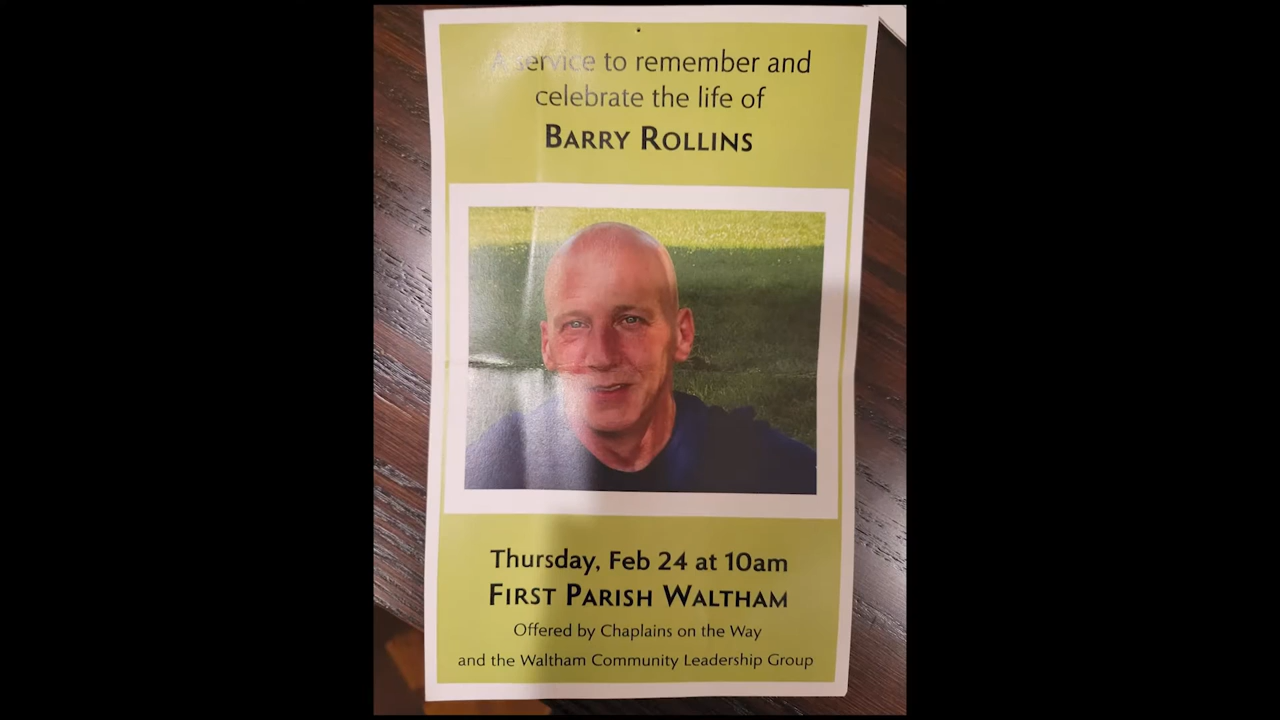 A service to remember and
celebrate the life of
BARRY ROLLINS
Thursday, Feb 24 at 10am
FIRST PARISH WALTHAM
Offered by Chaplains on the Way
and the Waltham Community Leadership Group